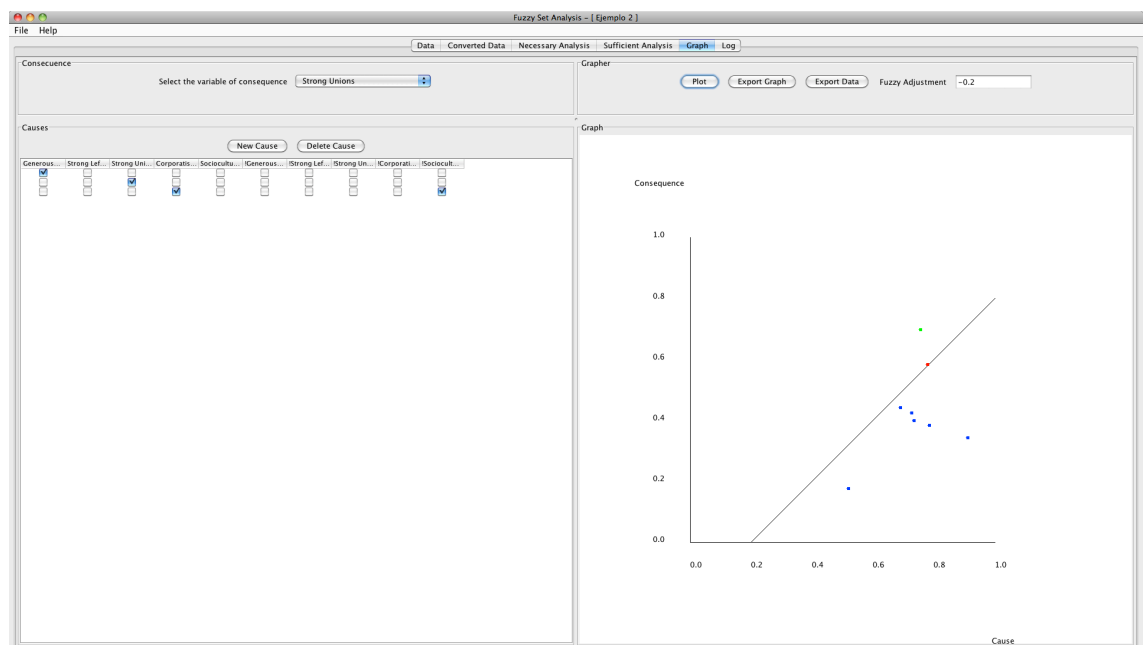 Fuzzy Set Analysis – [ Ejemplo 2 ]
File Help
Data Converted Data Necessary Analysis Sufficient Analysis Graph Log
Consecuence
Select the variable of consequence Strong Unions
Grapher
Plot Export Graph Export Data Fuzzy Adjustment -0.2
Causes
New Cause Delete Cause
Generous... Strong Lef... Strong Uni... Corporatis... Sociocultu... !Generous... !Strong Lef... !Strong Un... !Corporati... !Sociocult...
Graph
Consequence
1.0
0.8
0.6
0.4
0.2
0.0
0.0 0.2 0.4 0.6 0.8 1.0
Cause